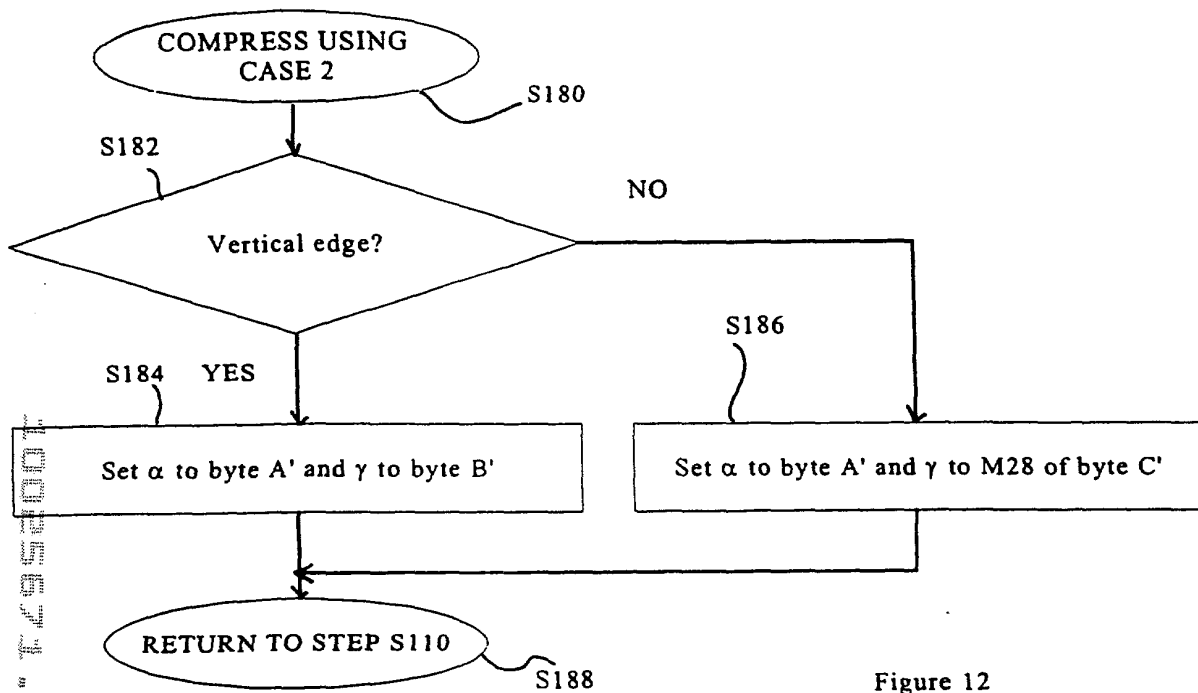 COMPRESS USING
CASE 2
S180
S182
NO
Vertical edge?
S186
S184 YES
Set α to byte A' and γ to byte B'
Set α to byte A' and γ to M28 of byte C'
RETURN TO STEP S110
S188
Figure 12